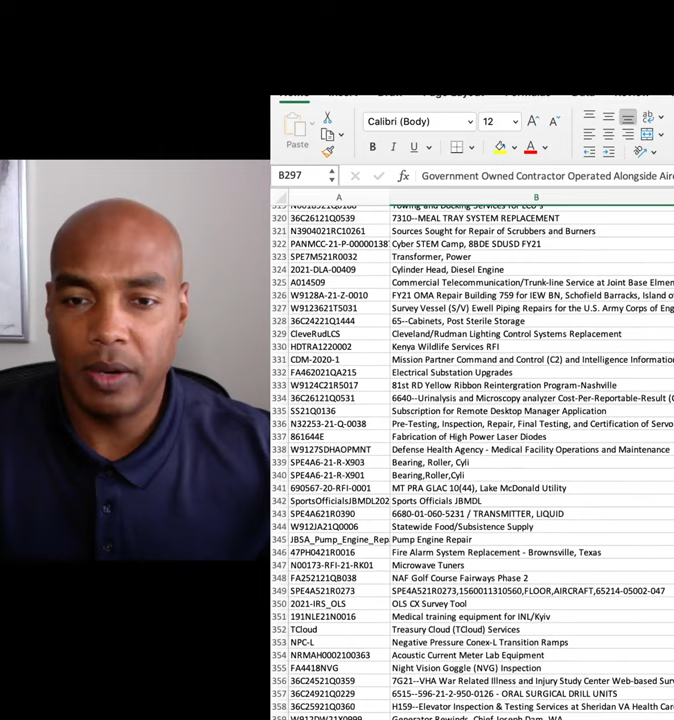 Calibri (Body) 12 A A ab
Paste B I U A
B297 fx Government Owned Contractor Operated Alongside Air
A B
320 36C26121Q0539 7310--MEAL TRAY SYSTEM REPLACEMENT
321 N3904021RC10261 Sources Sought for Repair of Scrubbers and Burners
322 PANMCC-21-P-0000013 Cyber STEM Camp, 8BDE SDUSD FY21
323 SPE7M521R0032 Transformer, Power
324 2021-DLA-00409 Cylinder Head, Diesel Engine
325 A014509 Commercial Telecommunication/Trunk-line Service at Joint Base Elmen
326 W9128A-21-Z-0010 FY21 OMA Repair Building 759 for IEW BN, Schofield Barracks, Island o
327 W9123621T5031 Survey Vessel (S/V) Ewell Piping Repairs for the U.S. Army Corps of Eng
328 36C24221Q1444 65--Cabinets, Post Sterile Storage
329 CleveRudLCS Cleveland/Rudman Lighting Control Systems Replacement
330 HDTRA1220002 Kenya Wildlife Services RFI
331 CDM-2020-1 Mission Partner Command and Control (C2) and Intelligence Informatio
332 FA462021QA215 Electrical Substation Upgrades
333 W9124C21R5017 81st RD Yellow Ribbon Reintergration Program-Nashville
334 36C26121Q0531 6640--Urinalysis and Microscopy analyzer Cost-Per-Reportable-Result (
335 SS21Q0136 Subscription for Remote Desktop Manager Application
336 N32253-21-Q-0038 Pre-Testing, Inspection, Repair, Final Testing, and Certification of Servo
337 861644E Fabrication of High Power Laser Diodes
338 W9127SDHAOPMNT Defense Health Agency - Medical Facility Operations and Maintenance
339 SPE4A6-21-R-X903 Bearing, Roller, Cyli
340 SPE4A6-21-R-X901 Bearing,Roller,Cyli
341 690567-20-RFI-0001 MT PRA GLAC 10(44), Lake McDonald Utility
342 SportsOfficialsJBMDL202 Sports Officials JBMDL
343 SPE4A621R0390 6680-01-060-5231 / TRANSMITTER, LIQUID
344 W912JA21Q0006 Statewide Food/Subsistence Supply
345 JBSA_Pump_Engine_Rep Pump Engine Repair
346 47PH0421R0016 Fire Alarm System Replacement - Brownsville, Texas
347 N00173-RFI-21-RK01 Microwave Tuners
348 FA252121QB038 NAF Golf Course Fairways Phase 2
349 SPE4A521R0273 SPE4A521R0273,1560011310560,FLOOR,AIRCRAFT,65214-05002-047
350 2021-IRS_OLS OLS CX Survey Tool
351 191NLE21N0016 Medical training equipment for INL/Kyiv
352 TCloud Treasury Cloud (TCloud) Services
353 NPC-L Negative Pressure Conex-L Transition Ramps
354 NRMAH0002100363 Acoustic Current Meter Lab Equipment
355 FA4418NVG Night Vision Goggle (NVG) Inspection
356 36C24521Q0359 7G21--VHA War Related Illness and Injury Study Center Web-based Sur
357 36C24921Q0229 6515--596-21-2-950-0126 - ORAL SURGICAL DRILL UNITS
358 36C25921Q0360 H159--Elevator Inspection & Testing Services at Sheridan VA Health Car